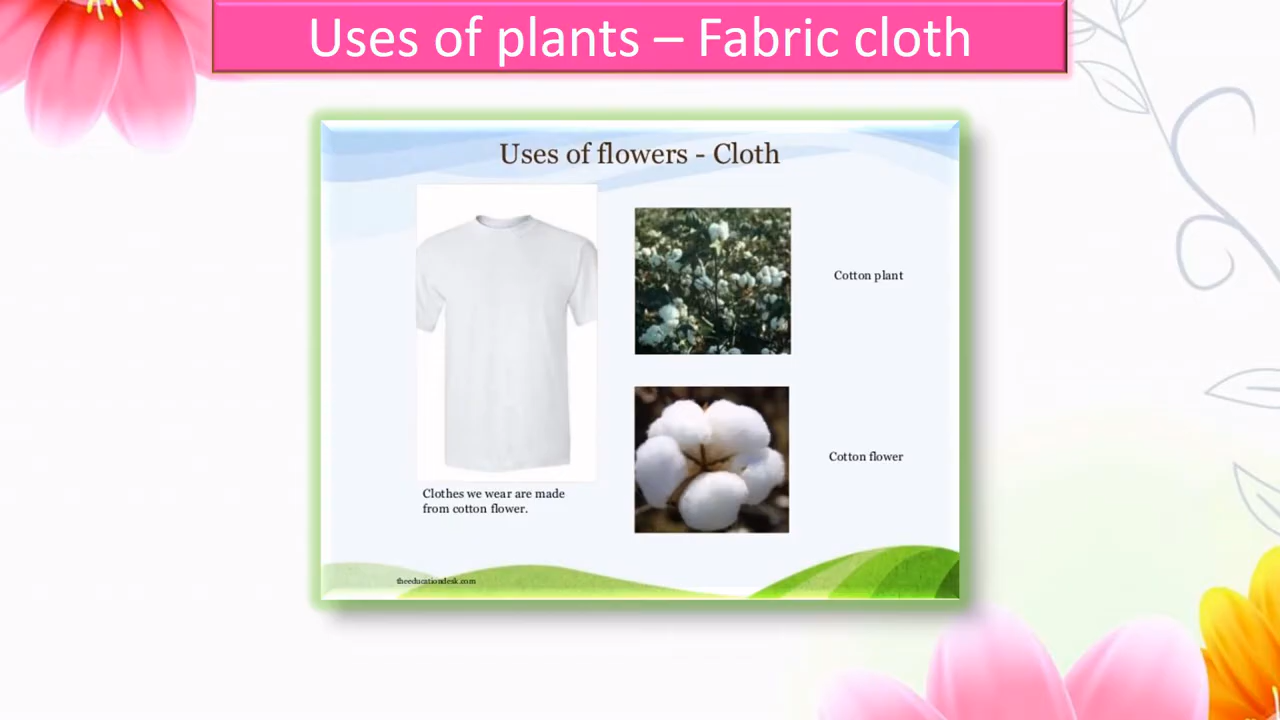 Uses of plants – Fabric cloth
Uses of flowers - Cloth
Cotton plant
Cotton flower
Clothes we wear are made
from cotton flower.
theeducationdesk.com